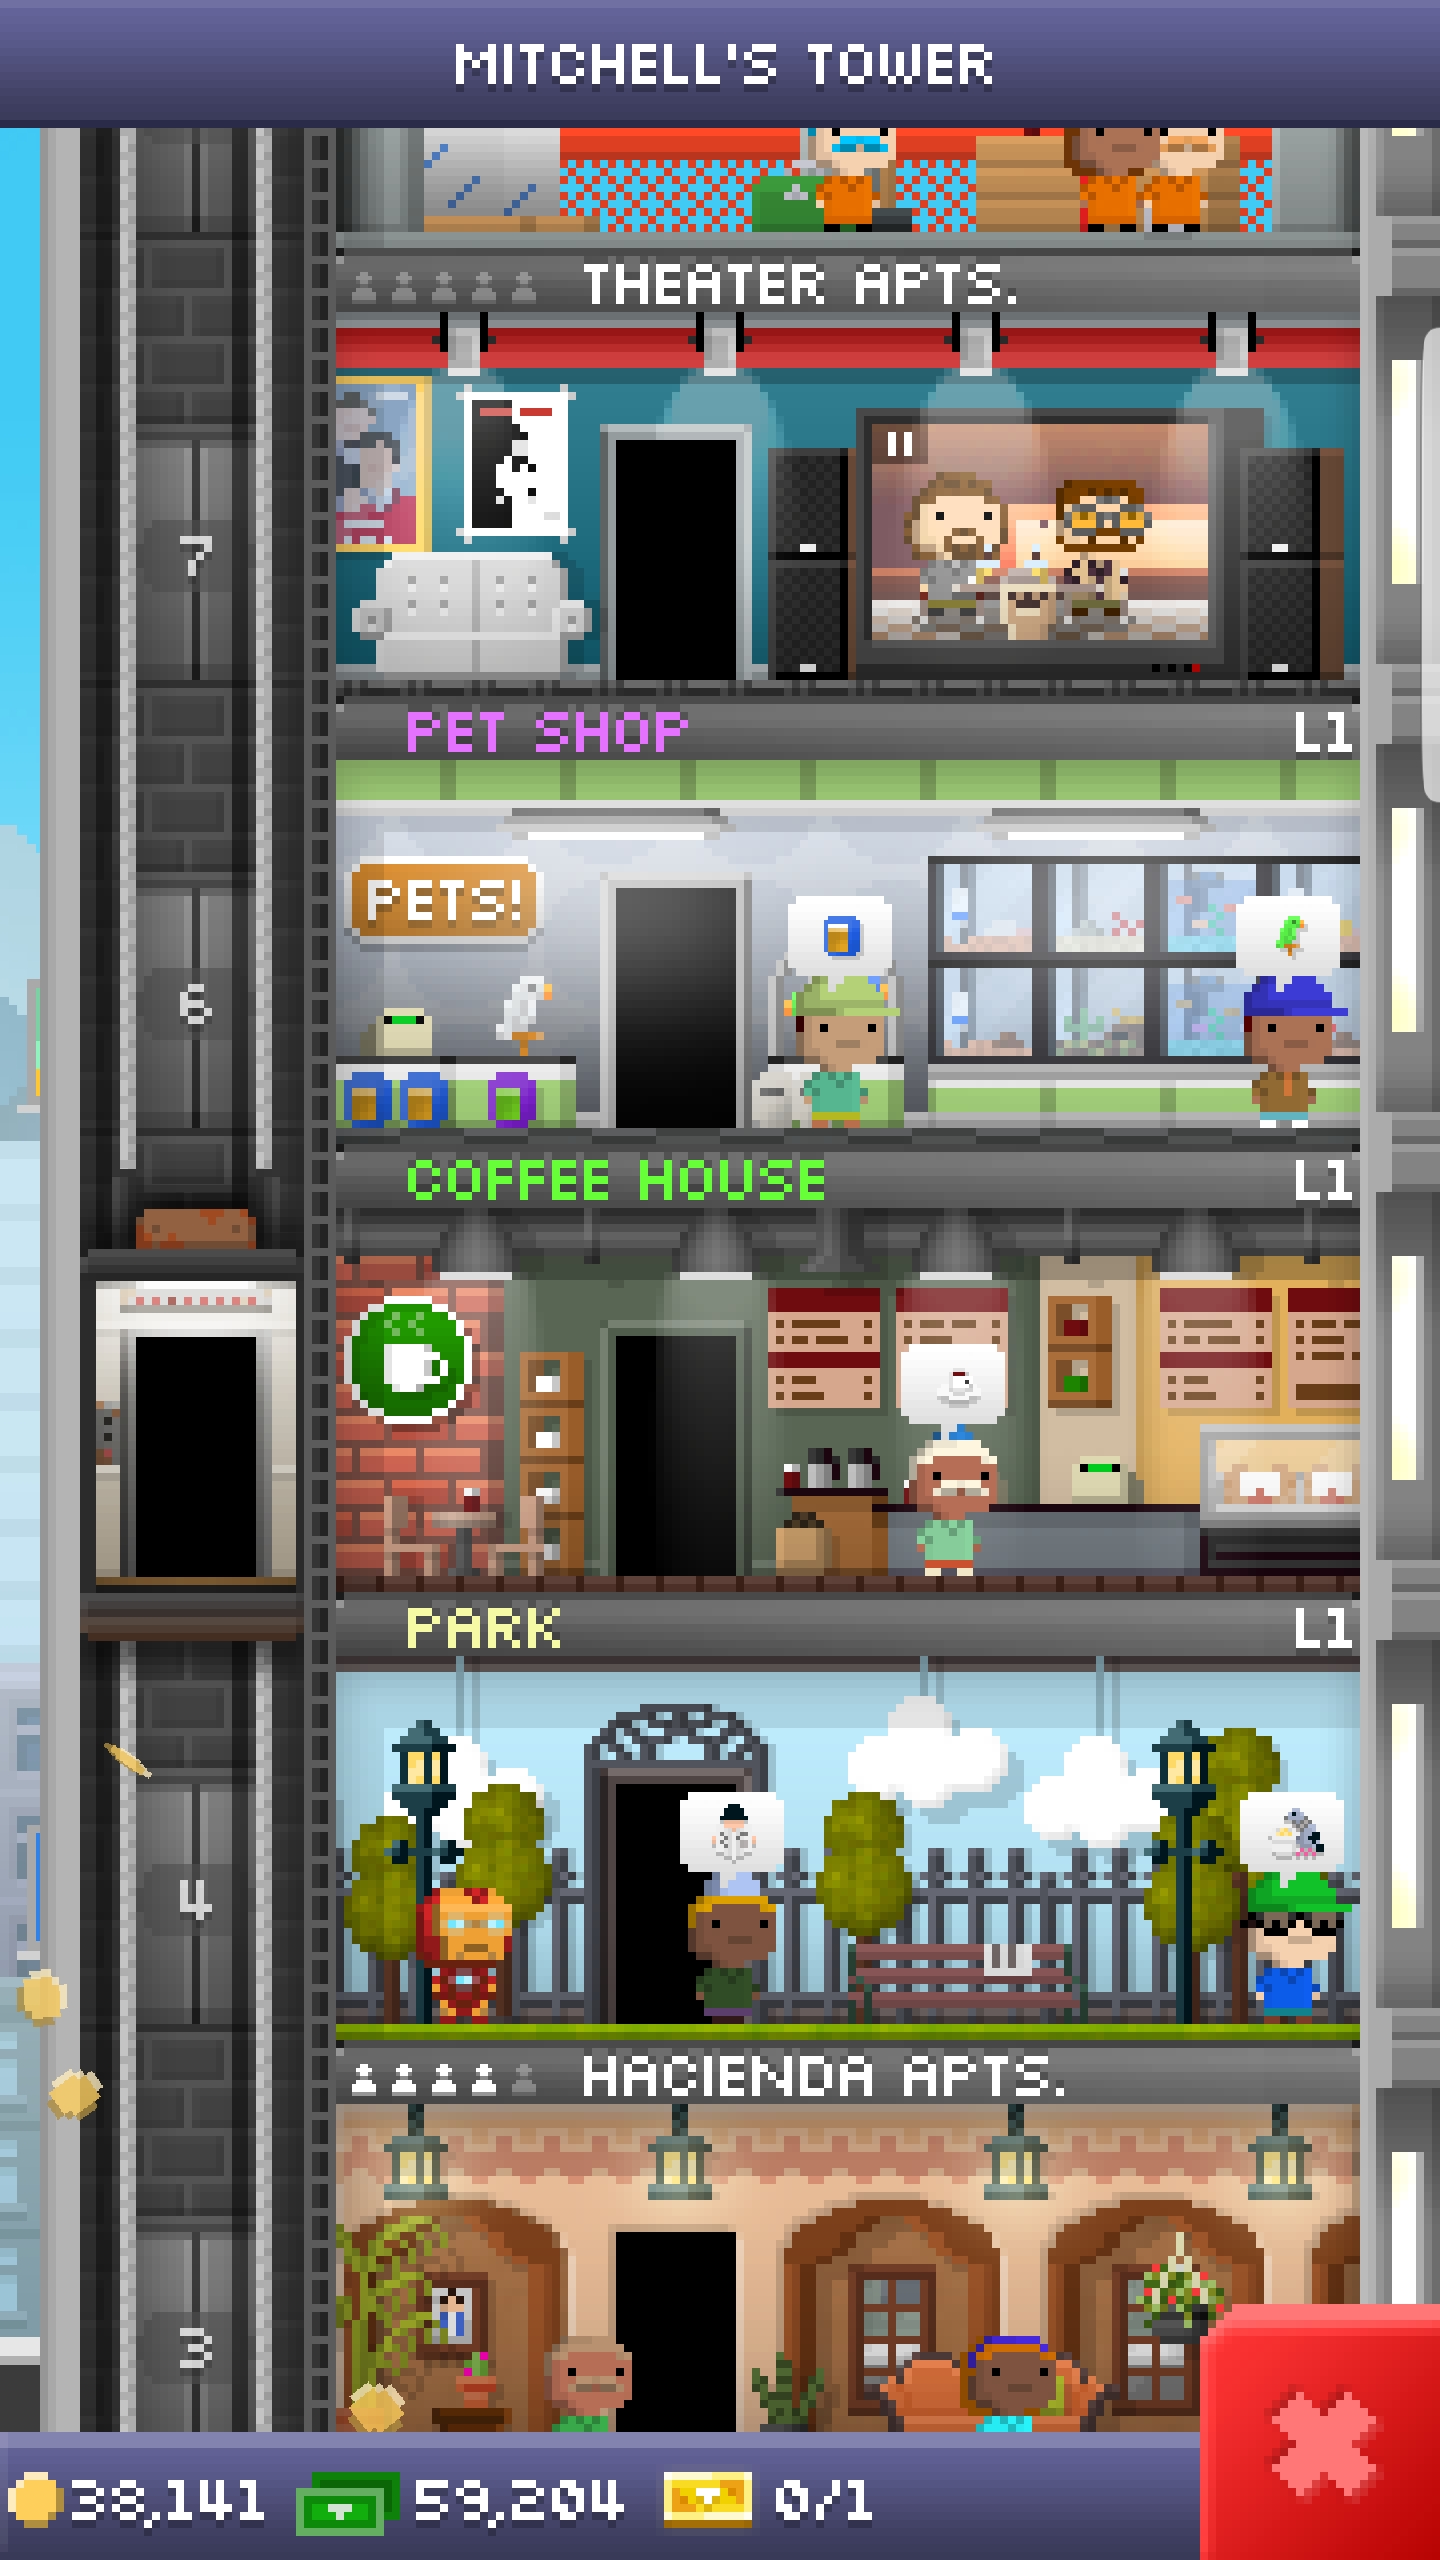 MITCHELL'S TOWER
THEATER APTS.
7
PET SHOP L1
PETS!
6
COFFEE HOUSE L1
PARK L1
4
HACIENDA APTS.
3
38,141 59,204 0/1